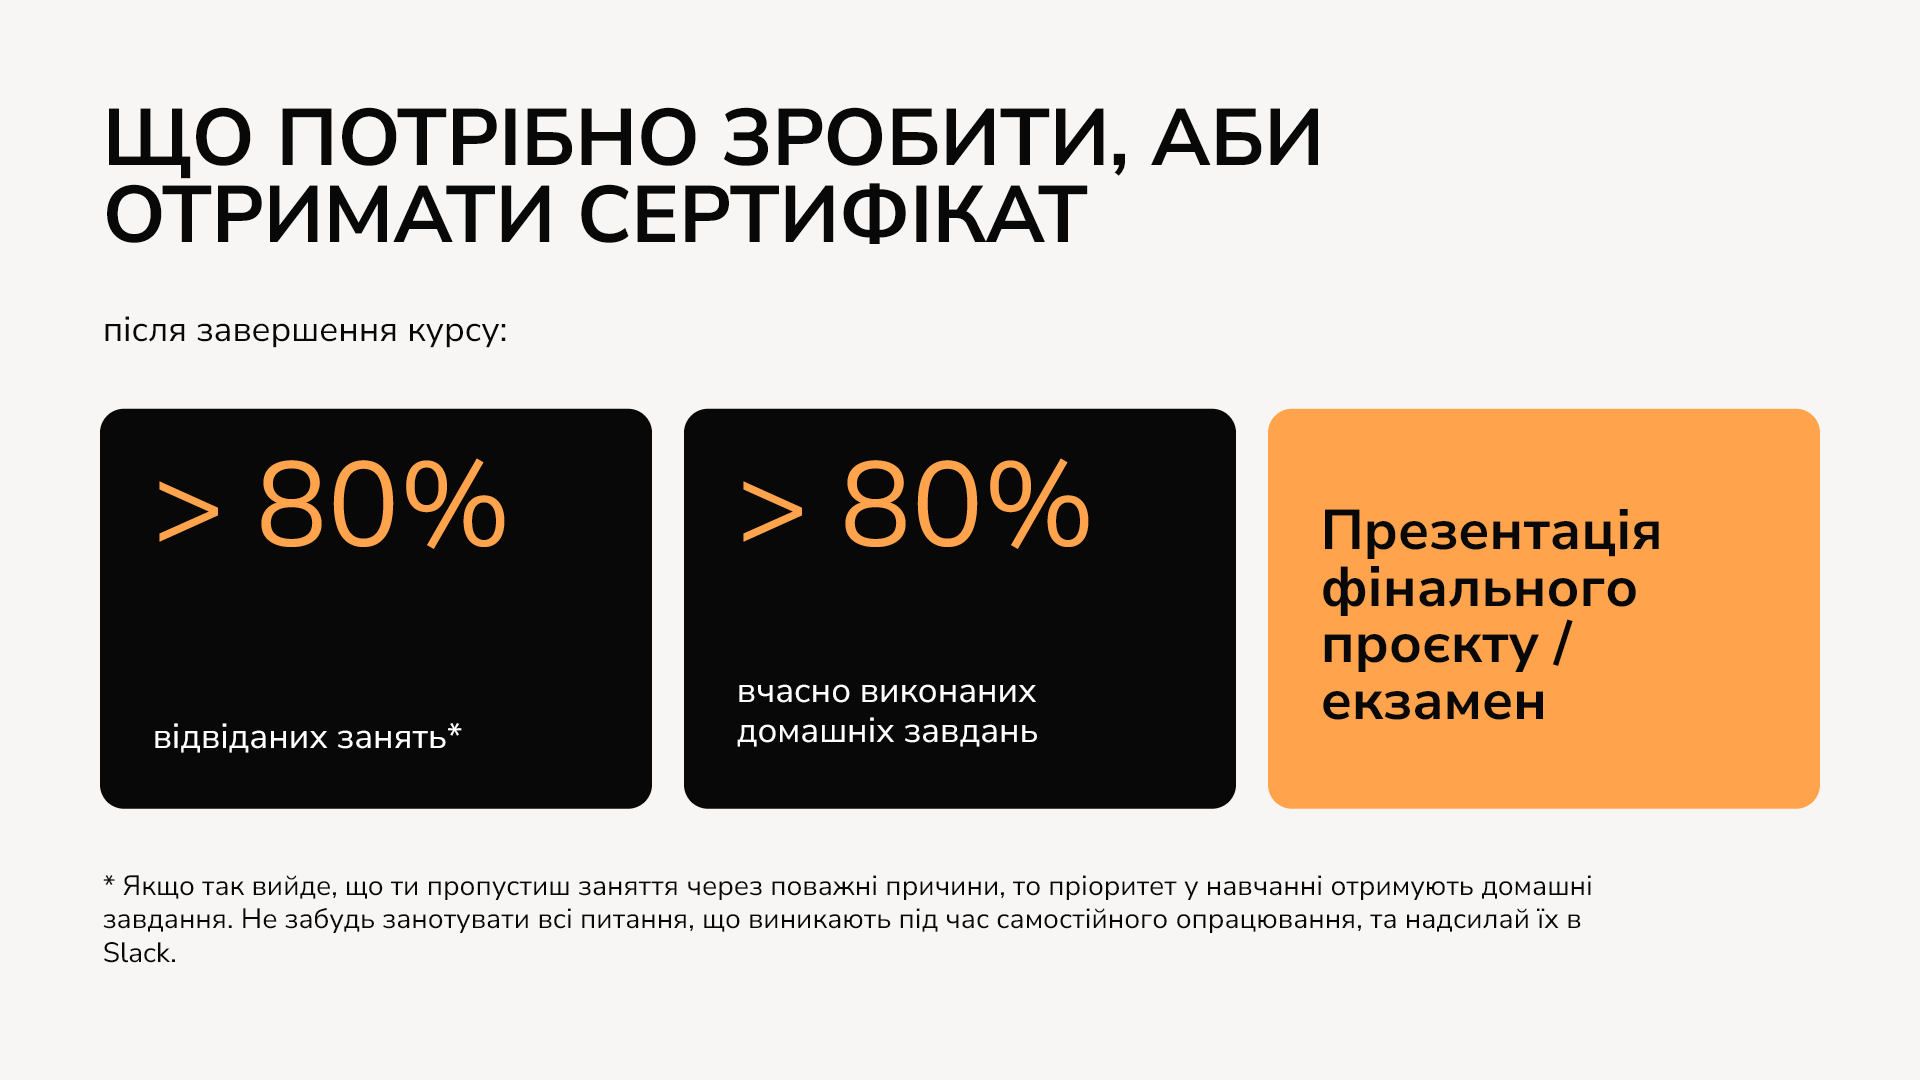 ЩО ПОТРІБНО ЗРОБИТИ, АБИ
ОТРИМАТИ СЕРТИФІКАТ
після завершення курсу:
> 80%
відвіданих занять*
> 80%
вчасно виконаних
домашніх завдань
Презентація
фінального
проєкту /
екзамен
* Якщо так вийде, що ти пропустиш заняття через поважні причини, то пріоритет у навчанні отримують домашні
завдання. Не забудь занотувати всі питання, що виникають під час самостійного опрацювання, та надсилай їх в
Slack.